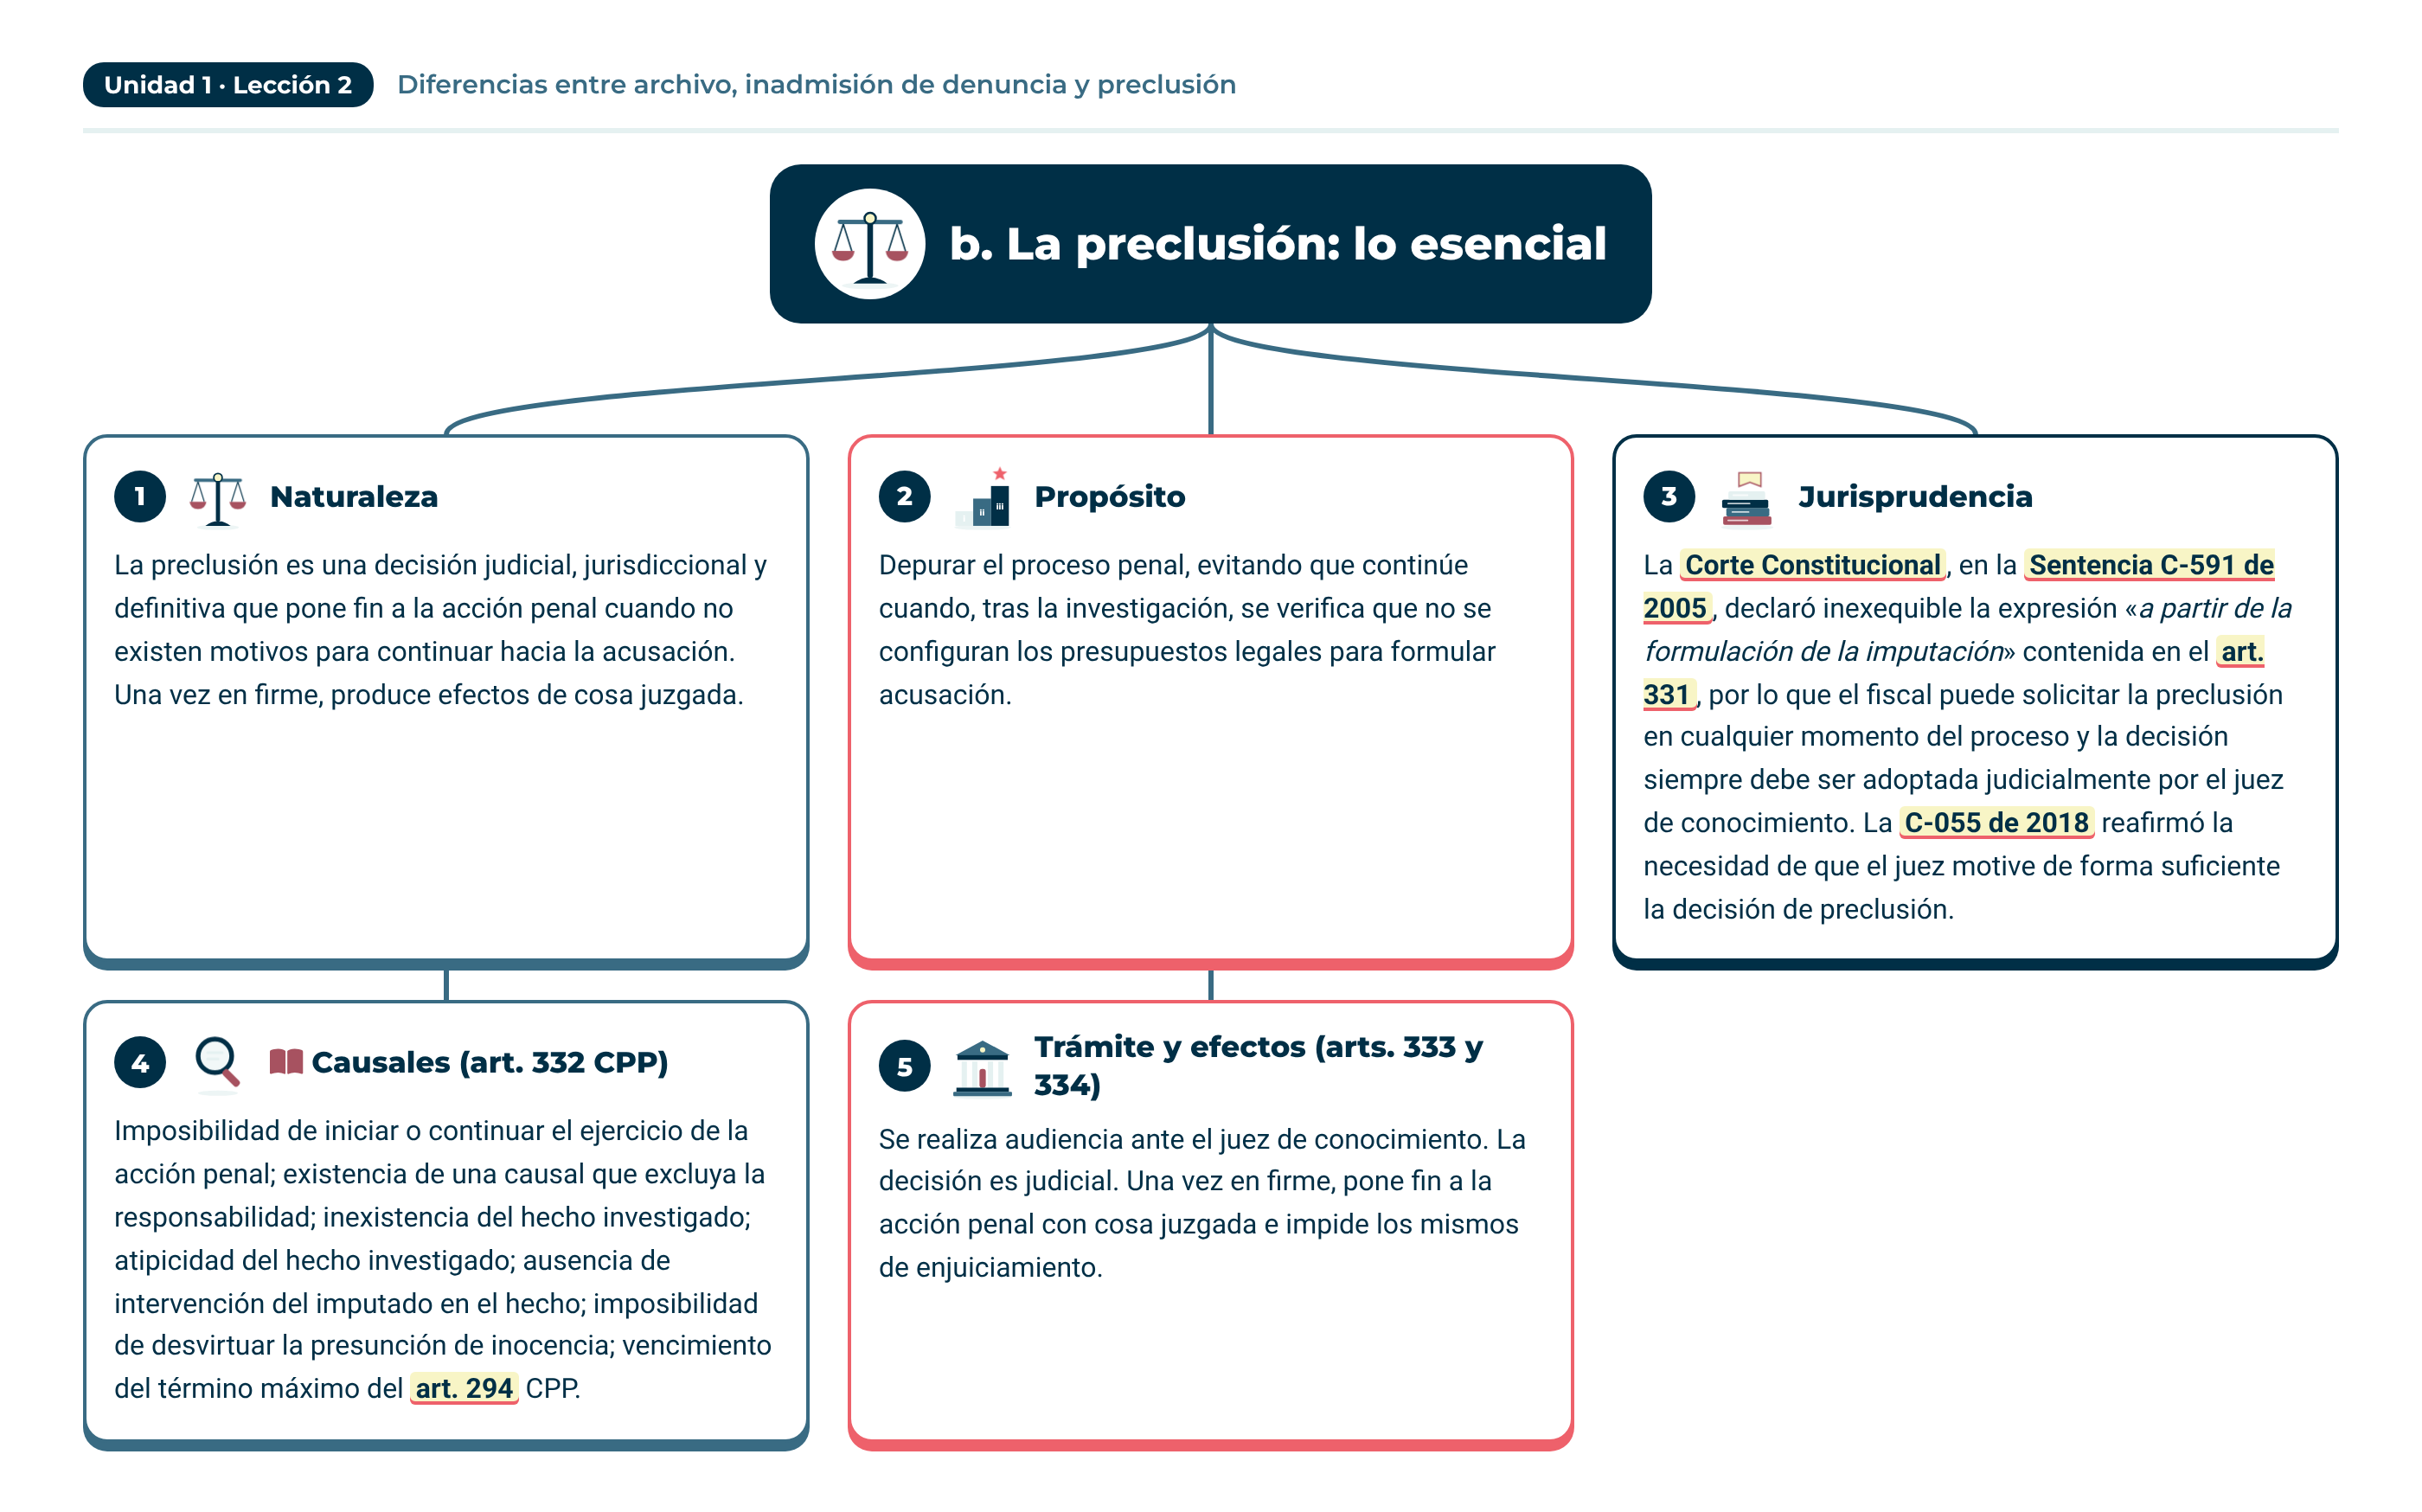 Unidad 1 · Lección 2
Diferencias entre archivo, inadmisión de denuncia y preclusión
b. La preclusión: lo esencial
1
Naturaleza
La preclusión es una decisión judicial, jurisdiccional y
definitiva que pone fin a la acción penal cuando no
existen motivos para continuar hacia la acusación.
Una vez en firme, produce efectos de cosa juzgada.
2
ii
iii
Propósito
Depurar el proceso penal, evitando que continúe
cuando, tras la investigación, se verifica que no se
configuran los presupuestos legales para formular
acusación.
3
Jurisprudencia
La Corte Constitucional, en la Sentencia C-591 de
2005, declaró inexequible la expresión «a partir de la
formulación de la imputación» contenida en el art.
331, por lo que el fiscal puede solicitar la preclusión
en cualquier momento del proceso y la decisión
siempre debe ser adoptada judicialmente por el juez
de conocimiento. La C-055 de 2018 reafirmó la
necesidad de que el juez motive de forma suficiente
la decisión de preclusión.
4
Causales (art. 332 CPP)
Imposibilidad de iniciar o continuar el ejercicio de la
acción penal; existencia de una causal que excluya la
responsabilidad; inexistencia del hecho investigado;
atipicidad del hecho investigado; ausencia de
intervención del imputado en el hecho; imposibilidad
de desvirtuar la presunción de inocencia; vencimiento
del término máximo del art. 294 CPP.
5
Trámite y efectos (arts. 333 y
334)
Se realiza audiencia ante el juez de conocimiento. La
decisión es judicial. Una vez en firme, pone fin a la
acción penal con cosa juzgada e impide los mismos
de enjuiciamiento.